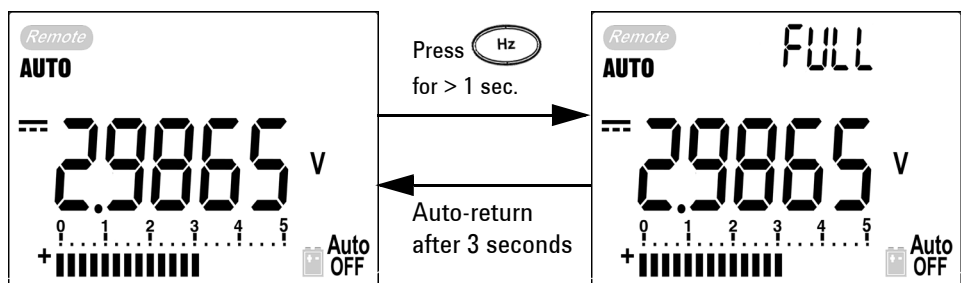 Remote
AUTO
2.9865 V
0 1 2 3 4 5
+
Auto
OFF
Press Hz
for > 1 sec.
Auto-return
after 3 seconds
Remote
FULL
AUTO
2.9865 V
0 1 2 3 4 5
+
Auto
OFF